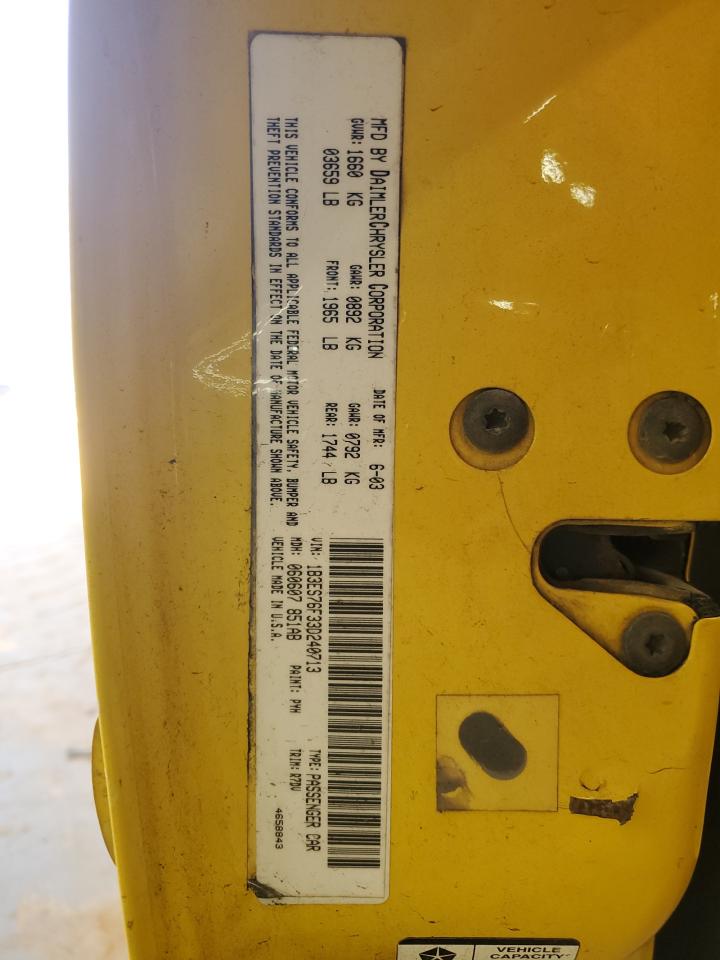 MFD BY DAIMLERCHRYSLER CORPORATION DATE OF MFR: 6-03
GVWR: 1660 KG GAWR: 0892 KG GAWR: 0792 KG
03659 LB FRONT: 1965 LB REAR: 1744 LB
THIS VEHICLE CONFORMS TO ALL APPLICABLE FEDERAL MOTOR VEHICLE SAFETY, BUMPER AND
THEFT PREVENTION STANDARDS IN EFFECT ON THE DATE OF MANUFACTURE SHOWN ABOVE.
VIN: 1B3ES76F33D240713 TYPE: PASSENGER CAR
MDH: 060607 851AB PAINT: PYH TRIM: R7DV
VEHICLE MADE IN U.S.A. 4658843
VEHICLE
CAPACITY